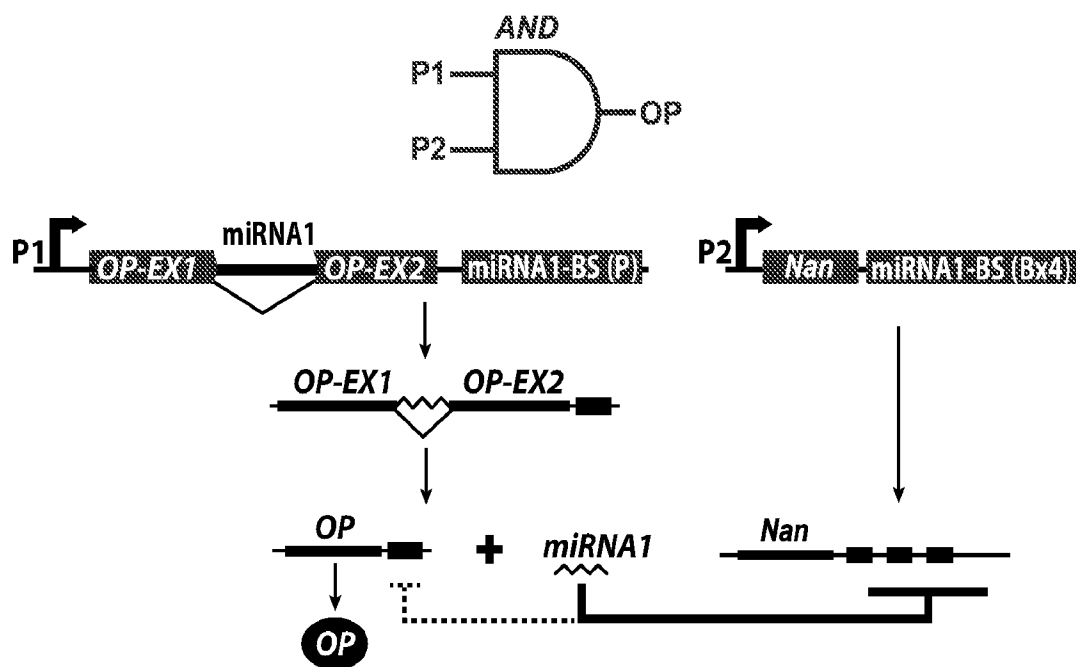 AND
P1
OP
P2
miRNA1
P1
OP-EX1
OP-EX2
miRNA1-BS (P)
P2
Nan
miRNA1-BS (Bx4)
OP-EX1
OP-EX2
OP
+
miRNA1
Nan
OP